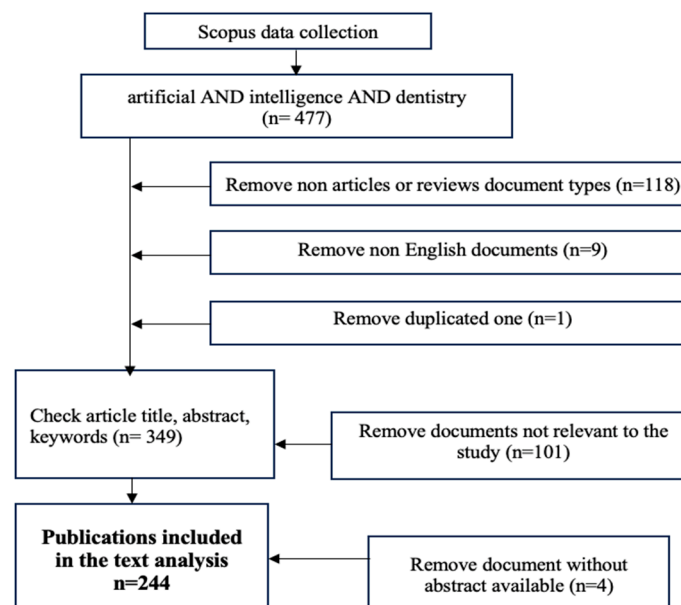 Scopus data collection
artificial AND intelligence AND dentistry
(n= 477)
Remove non articles or reviews document types (n=118)
Remove non English documents (n=9)
Remove duplicated one (n=1)
Check article title, abstract,
keywords (n= 349)
Remove documents not relevant to the
study (n=101)
Publications included
in the text analysis
n=244
Remove document without
abstract available (n=4)